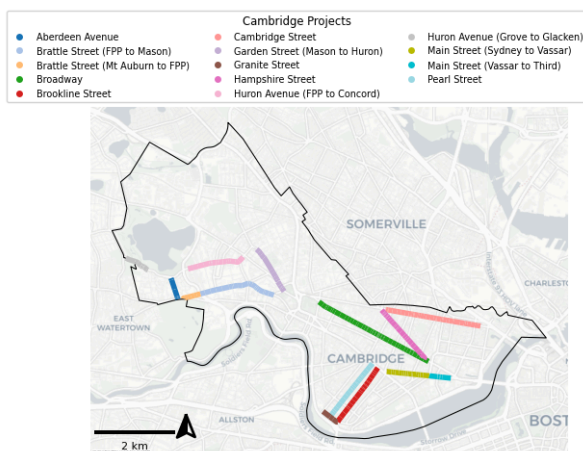 Cambridge Projects
Aberdeen Avenue
Brattle Street (FPP to Mason)
Brattle Street (Mt Auburn to FPP)
Broadway
Brookline Street
Cambridge Street
Garden Street (Mason to Huron)
Granite Street
Hampshire Street
Huron Avenue (FPP to Concord)
Huron Avenue (Grove to Glacken)
Main Street (Sydney to Vassar)
Main Street (Vassar to Third)
Pearl Street
SOMERVILLE
CHARLEST
EAST
WATERTOWN
CAMBRIDGE
ALLSTON
BOST
2 km